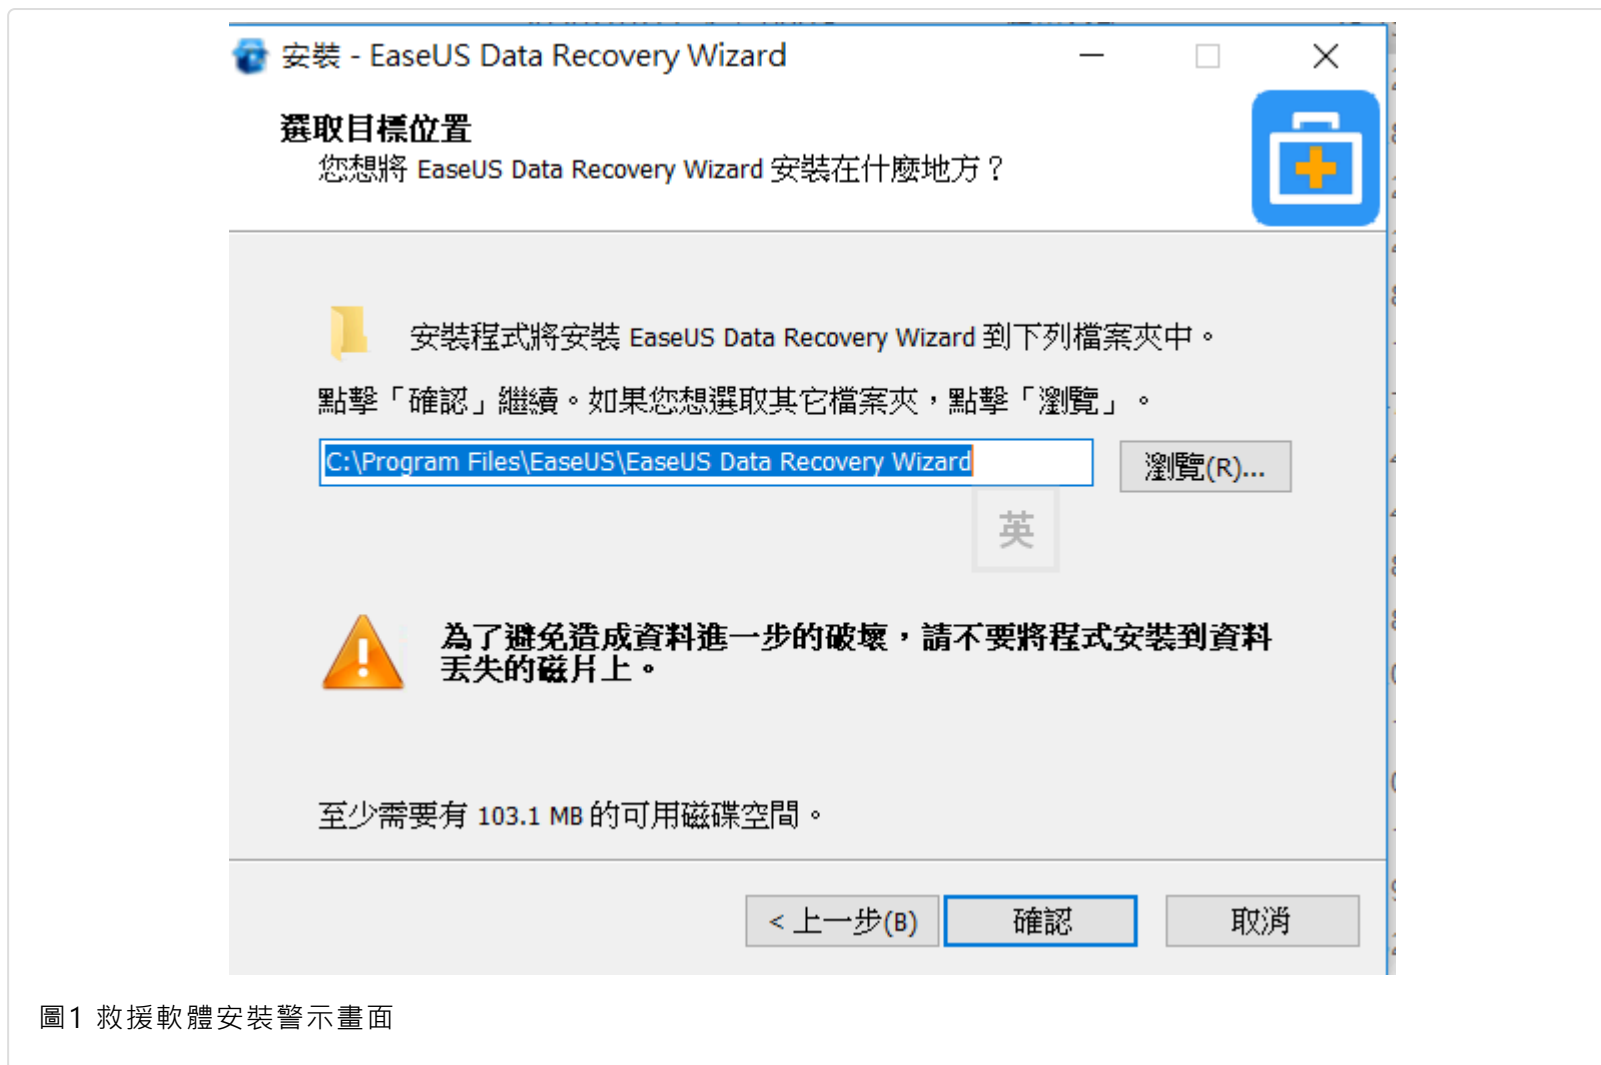 安裝 - EaseUS Data Recovery Wizard
選取目標位置
您想將 EaseUS Data Recovery Wizard 安裝在什麼地方？
安裝程式將安裝 EaseUS Data Recovery Wizard 到下列檔案夾中。
點擊「確認」繼續。如果您想選取其它檔案夾，點擊「瀏覽」。
C:\Program Files\EaseUS\EaseUS Data Recovery Wizard
瀏覽(R)...
英
為了避免造成資料進一步的破壞，請不要將程式安裝到資料
丟失的磁片上。
至少需要有 103.1 MB 的可用磁碟空間。
< 上一步(B)
確認
取消
圖1 救援軟體安裝警示畫面